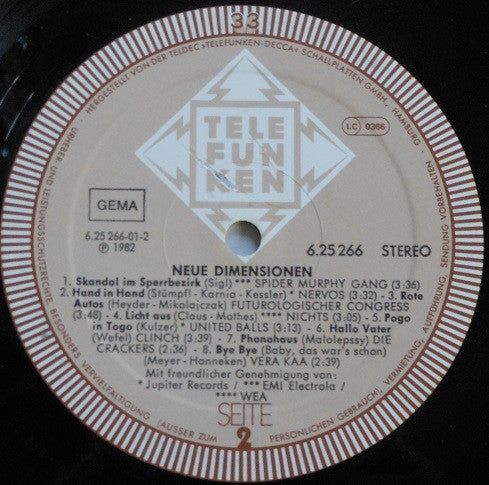 33
HERGESTELLT VON DER TELDEC »TELEFUNKEN-DECCA« SCHALLPLATTEN GMBH, HAMBURG · SENDUNG VORBEHALTEN
URHEBER- UND LEISTUNGSSCHUTZRECHTE, BESONDERS VERVIELFÄLTIGUNG (AUSSER ZUM PERSÖNLICHEN GEBRAUCH), VERMIETUNG, AUFFÜHRUNG,
TELE
FUN
KEN
LC 0366
GEMA
6.25 266-01-2
Ⓟ 1982
6.25 266 STEREO
NEUE DIMENSIONEN
1. Skandal im Sperrbezirk (Sigl) *** SPIDER MURPHY GANG (3:36)
2. Hand in Hand (Stümpfl - Karnia - Kessler) * NERVOS (3:32) - 3. Rote
Autos (Heyder - Mikolajczak) FUTUROLOGISCHER CONGRESS
(3:48) - 4. Licht aus (Claus - Mathes) **** NICHTS (3:03) - 5. Pogo
in Togo (Kulzer) * UNITED BALLS (3:13) - 6. Hallo Vater
(Wefel) CLINCH (3:39) - 7. Phonohaus (Malolepssy) DIE
CRACKERS (2:36) - 8. Bye Bye (Baby, das war's schon)
(Meyer - Hanneken) VERA KAA (2:39)
Mit freundlicher Genehmigung von:
* Jupiter Records / *** EMI Electrola /
**** WEA
SEITE
2